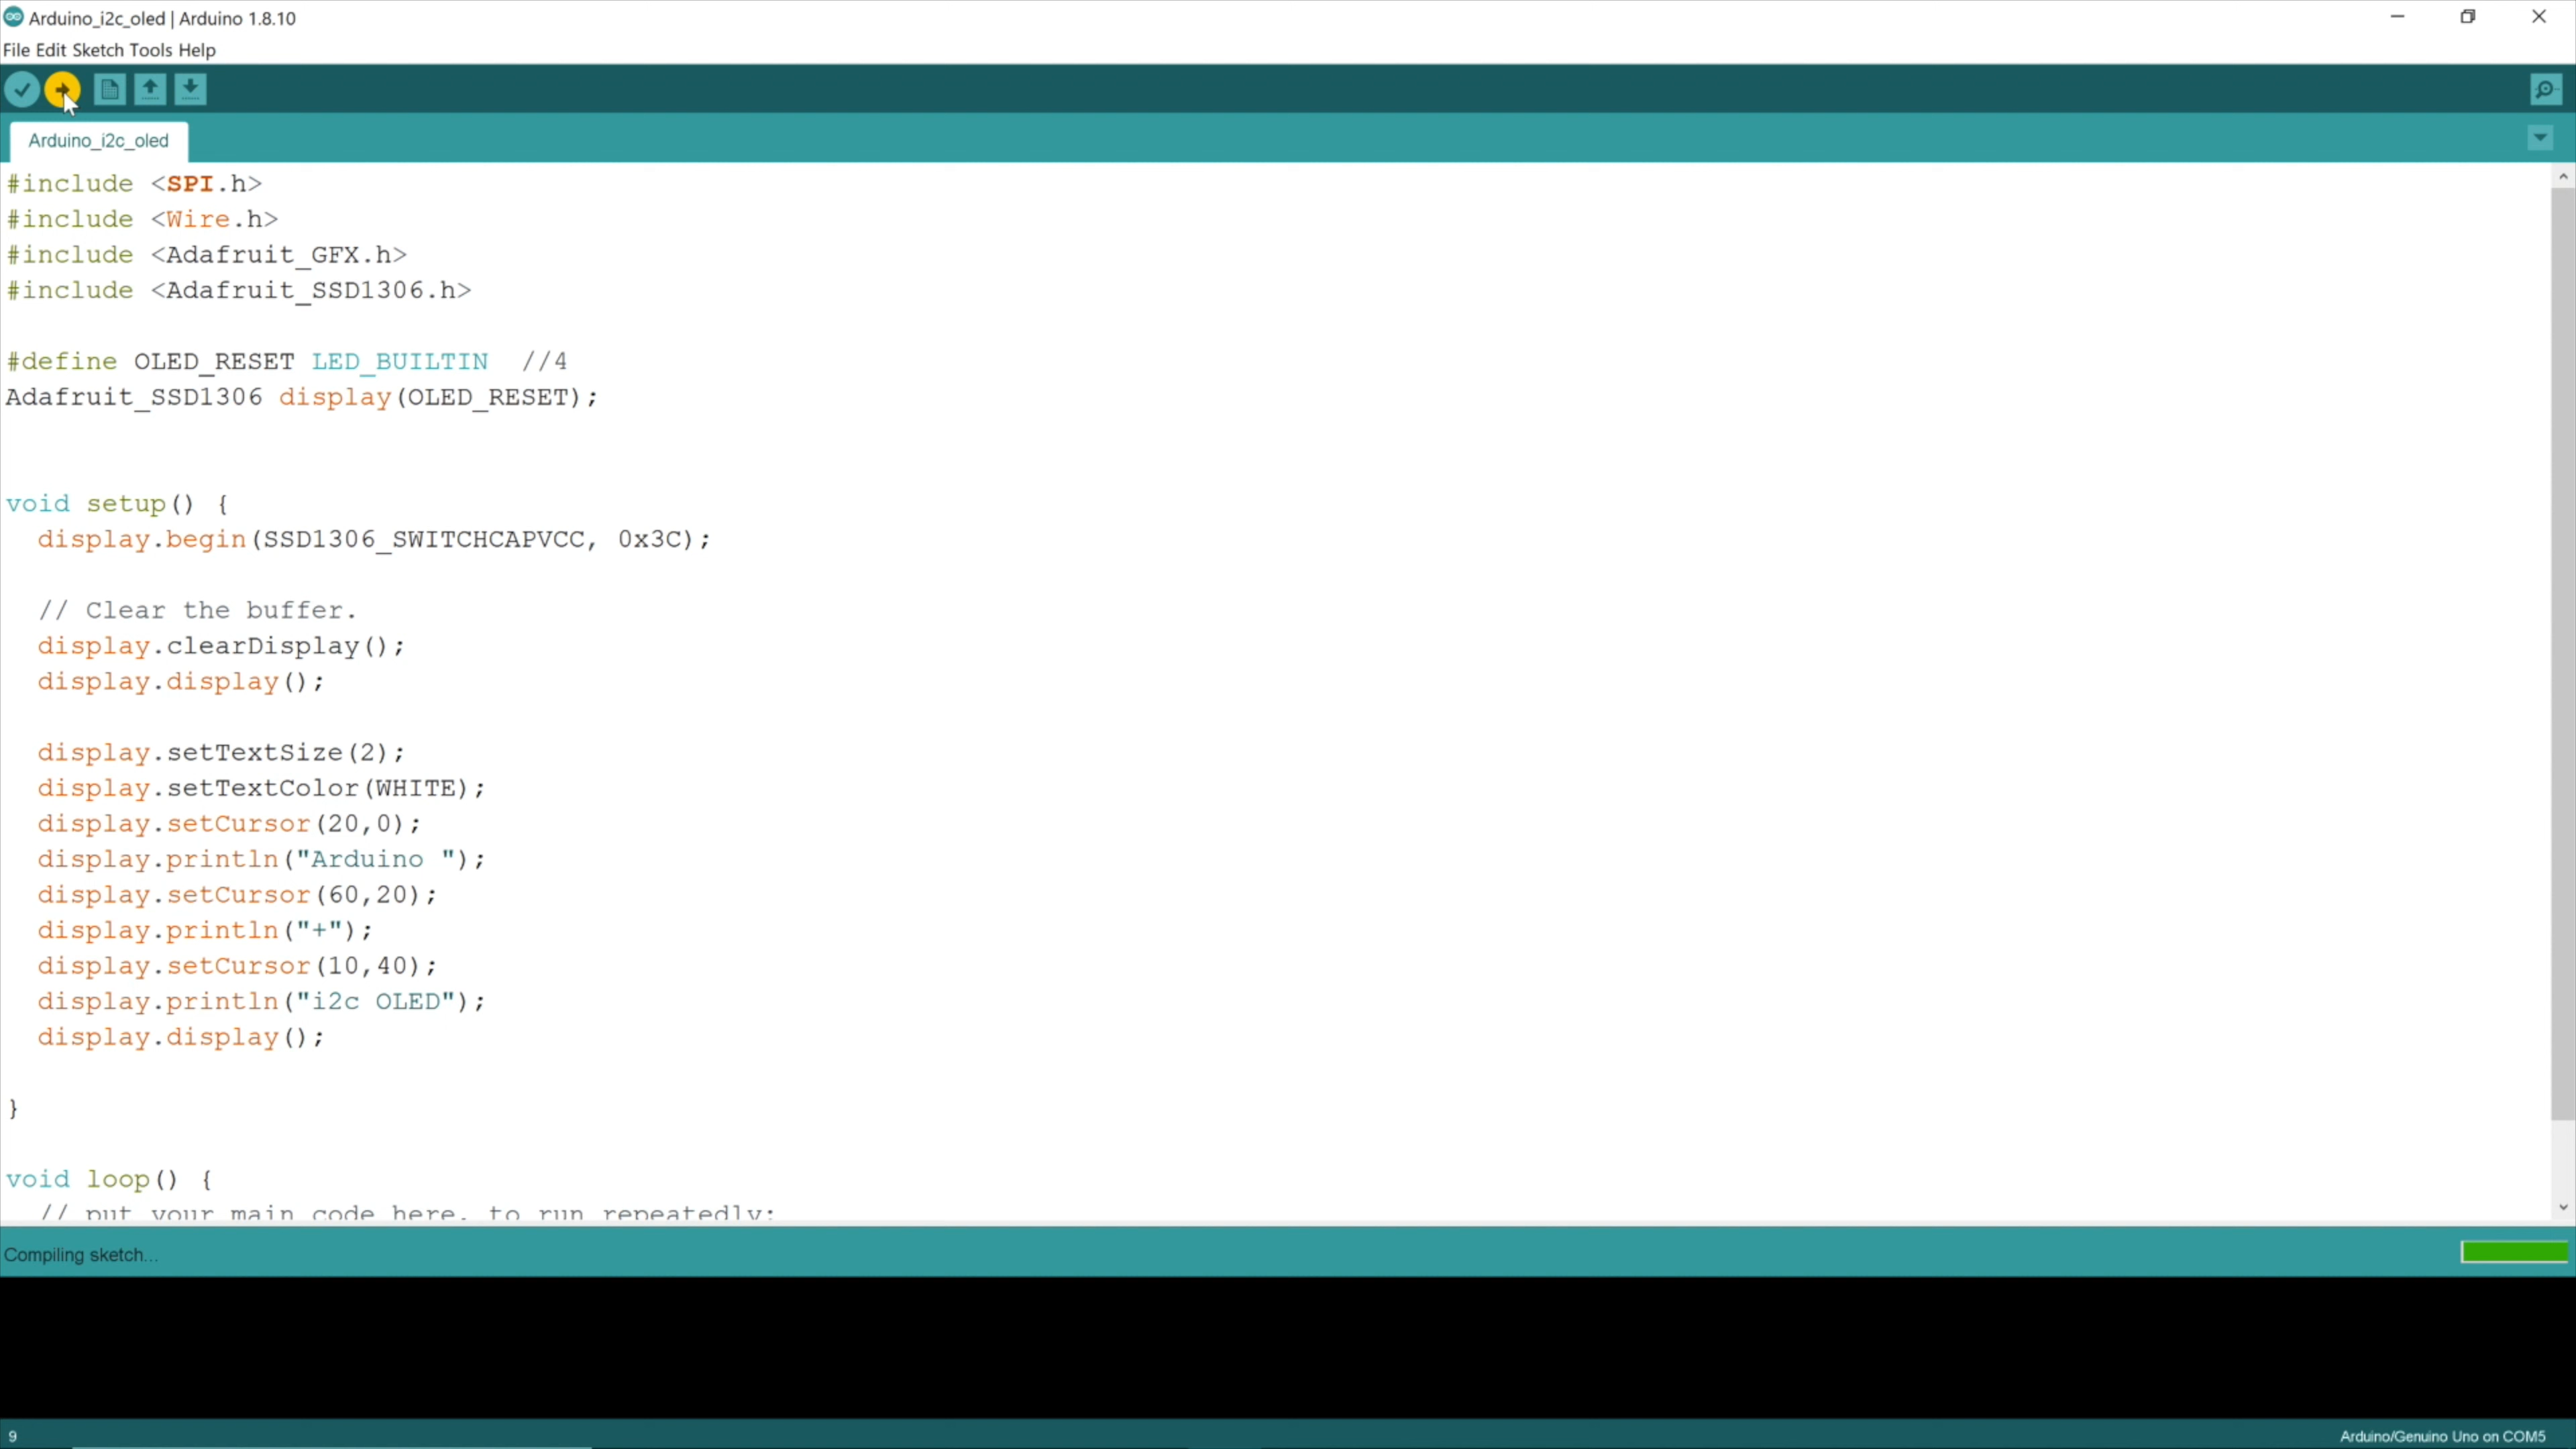 Arduino_i2c_oled | Arduino 1.8.10
File Edit Sketch Tools Help
Arduino_i2c_oled
#include <SPI.h>
#include <Wire.h>
#include <Adafruit_GFX.h>
#include <Adafruit_SSD1306.h>
#define OLED_RESET LED_BUILTIN  //4
Adafruit_SSD1306 display(OLED_RESET);
void setup() {
  display.begin(SSD1306_SWITCHCAPVCC, 0x3C);
  // Clear the buffer.
  display.clearDisplay();
  display.display();
  display.setTextSize(2);
  display.setTextColor(WHITE);
  display.setCursor(20,0);
  display.println("Arduino ");
  display.setCursor(60,20);
  display.println("+");
  display.setCursor(10,40);
  display.println("i2c OLED");
  display.display();
}
void loop() {
  // put your main code here, to run repeatedly:
Compiling sketch...
9
Arduino/Genuino Uno on COM5